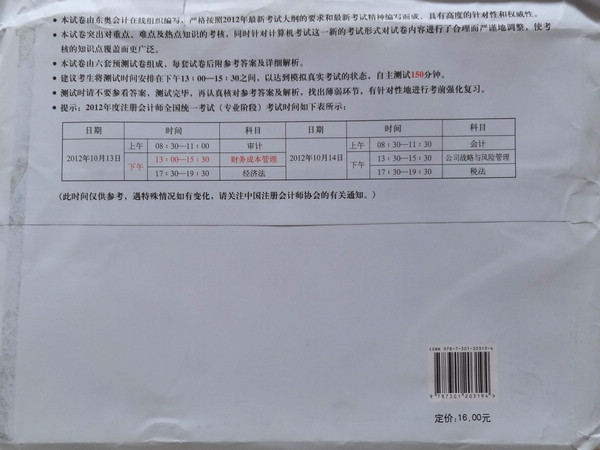 • 本试卷由东奥会计在线组织编写，严格按照2012年最新考试大纲的要求和最新考试精神编写而成，具有高度的针对性和权威性。
• 本试卷突出对重点、难点及热点知识的考核，同时针对计算机考试这一新的考试形式对试卷内容进行了合理而严谨地调整，使考
核的知识点覆盖面更广泛。
• 本试卷由六套预测试卷组成，每套试卷后附参考答案及详细解析。
• 建议考生将测试时间安排在下午13：00—15：30之间，以达到模拟真实考试的状态，自主测试150分钟。
• 测试时请不要参看答案，测试完毕，再认真核对参考答案及解析，找出薄弱环节，有针对性地进行考前强化复习。
• 提示：2012年度注册会计师全国统一考试（专业阶段）考试时间如下表所示：
日期 时间 科目 日期 时间 科目
2012年10月13日 上午 08：30—11：00 审计 2012年10月14日 上午 08：30—11：30 会计
下午 13：00—15：30 财务成本管理 下午 13：30—15：30 公司战略与风险管理
17：30—19：30 经济法 17：30—19：30 税法
（此时间仅供参考，遇特殊情况如有变化，请关注中国注册会计师协会的有关通知。）
ISBN 978-7-301-20319-4
9 787301 203194
定价:16.00元